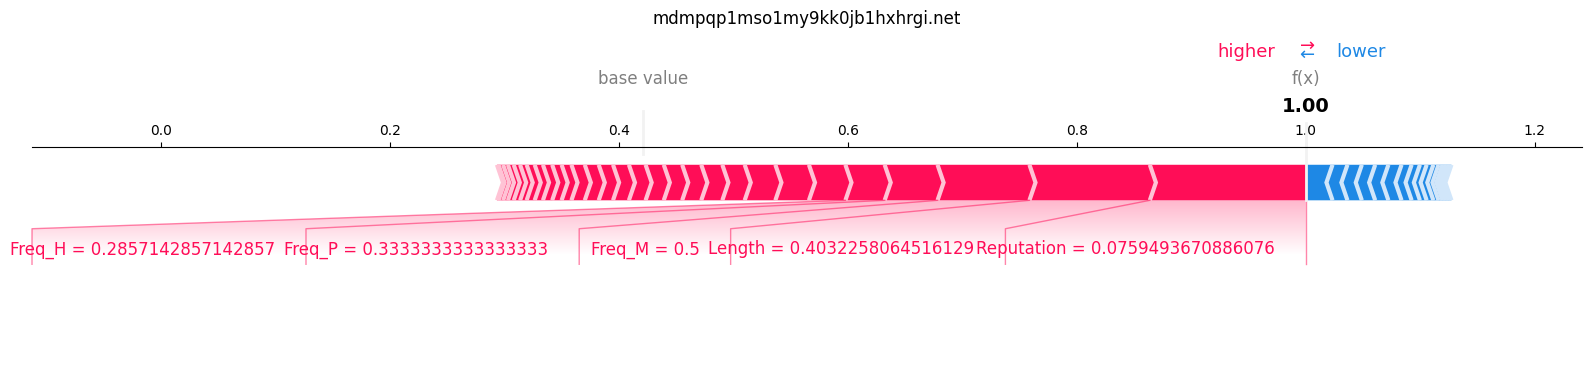 mdmpqp1mso1my9kk0jb1hxhrgi.net
higher ⇄ lower
base value f(x)
1.00
0.0 0.2 0.4 0.6 0.8 1.0 1.2
Freq_H = 0.2857142857142857 Freq_P = 0.3333333333333333 Freq_M = 0.5 Length = 0.4032258064516129 Reputation = 0.0759493670886076